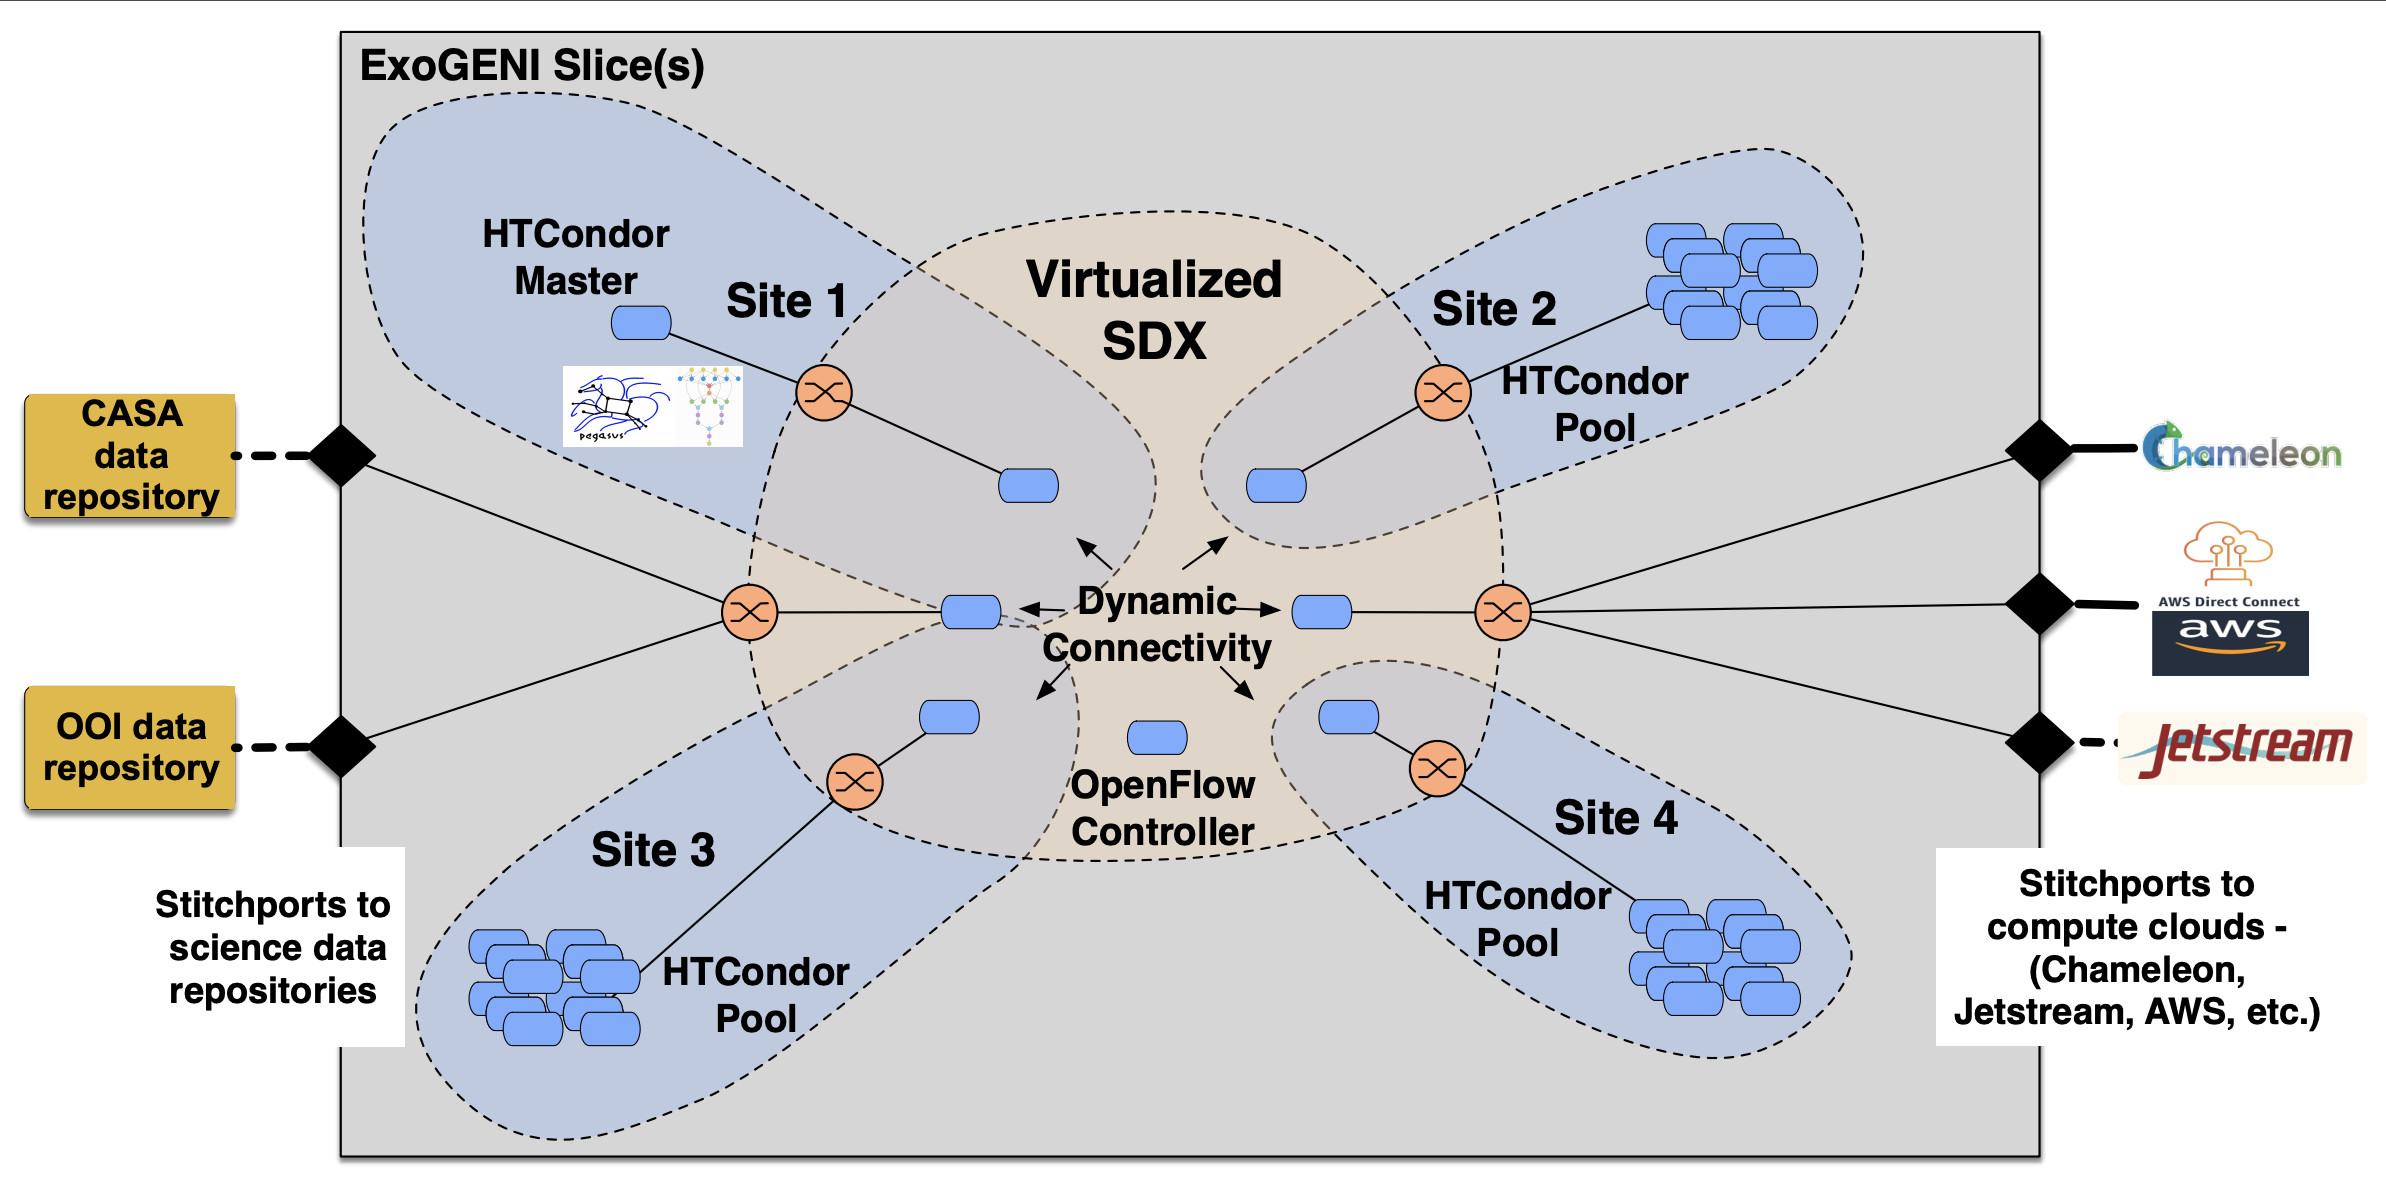 ExoGENI Slice(s)
HTCondor
Master
Site 1
pegasus
Virtualized
SDX
Site 2
HTCondor
Pool
CASA
data
repository
OOI data
repository
Dynamic
Connectivity
OpenFlow
Controller
Chameleon
AWS Direct Connect
aws
Jetstream
Site 3
HTCondor
Pool
Site 4
HTCondor
Pool
Stitchports to
science data
repositories
Stitchports to
compute clouds -
(Chameleon,
Jetstream, AWS, etc.)